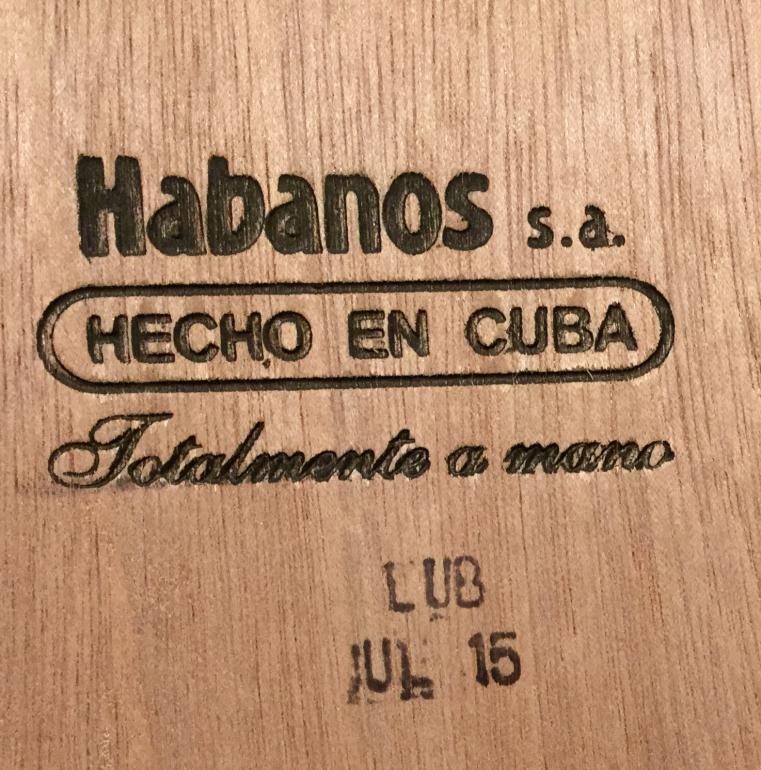 Habanos s.a.
HECHO EN CUBA
Totalmente a mano
LUB
JUL 15